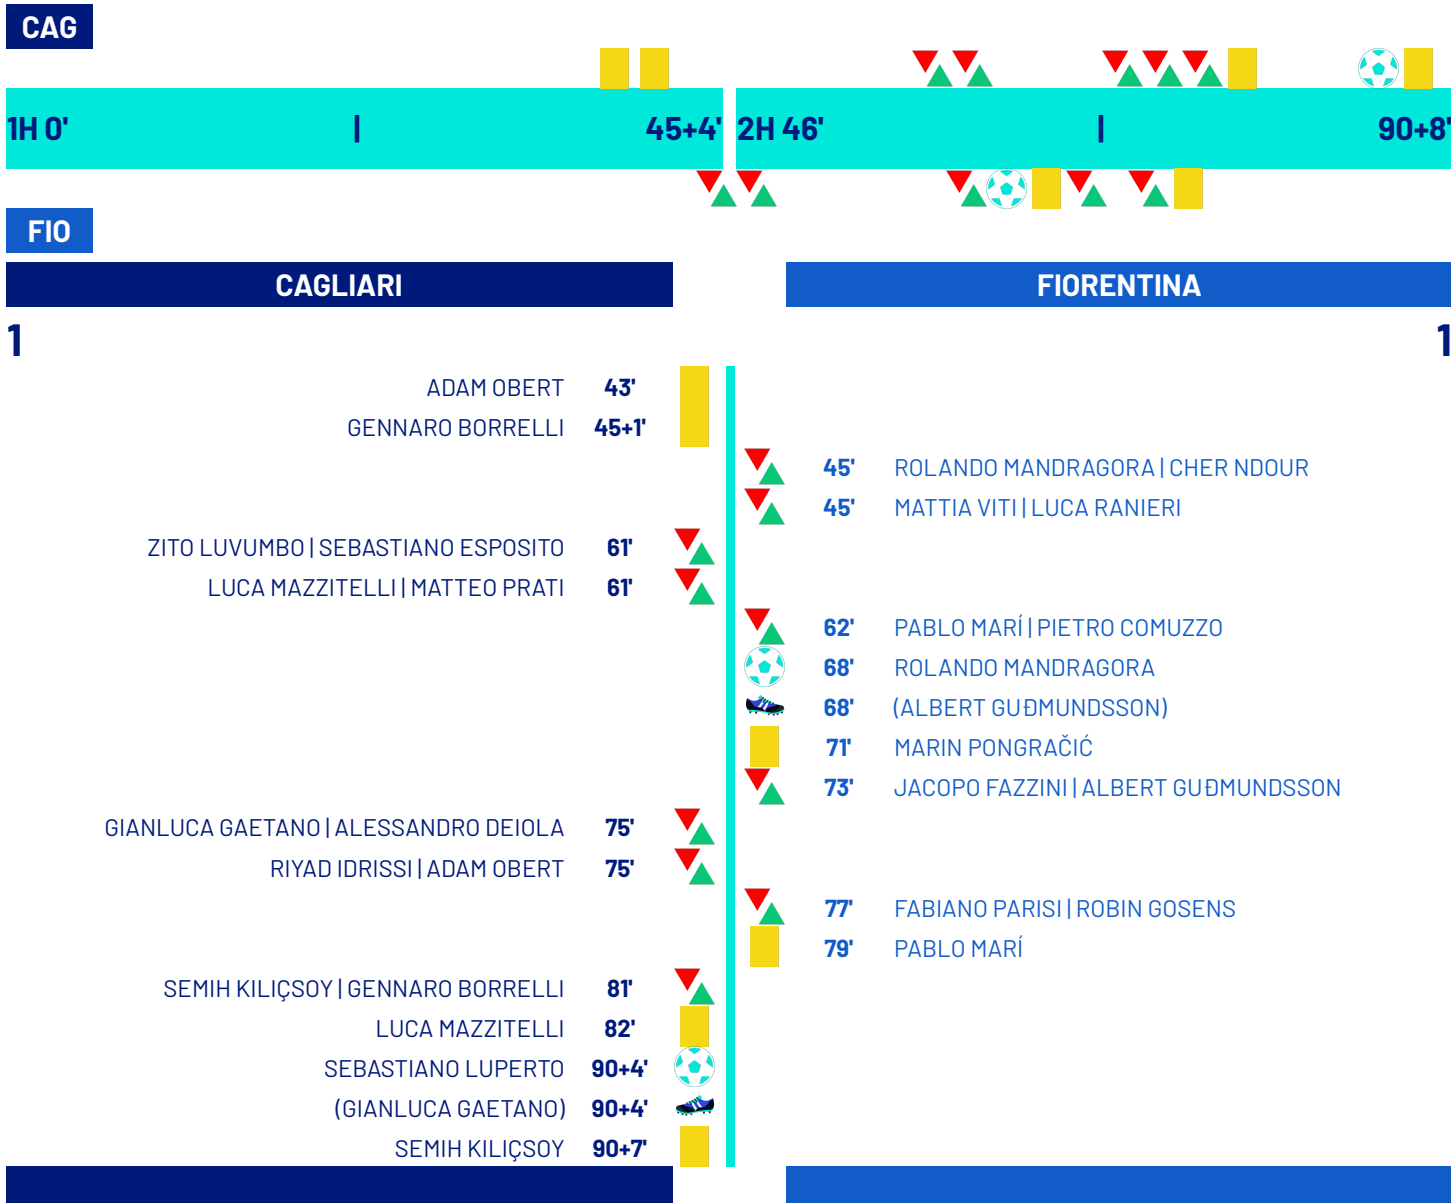 CAG
1H 0' | 45+4' 2H 46' | 90+8'
FIO
CAGLIARI FIORENTINA
1 1
ADAM OBERT 43'
GENNARO BORRELLI 45+1'
45' ROLANDO MANDRAGORA | CHER NDOUR
45' MATTIA VITI | LUCA RANIERI
ZITO LUVUMBO | SEBASTIANO ESPOSITO 61'
LUCA MAZZITELLI | MATTEO PRATI 61'
62' PABLO MARÍ | PIETRO COMUZZO
68' ROLANDO MANDRAGORA
68' (ALBERT GUÐMUNDSSON)
71' MARIN PONGRAČIĆ
73' JACOPO FAZZINI | ALBERT GUÐMUNDSSON
GIANLUCA GAETANO | ALESSANDRO DEIOLA 75'
RIYAD IDRISSI | ADAM OBERT 75'
77' FABIANO PARISI | ROBIN GOSENS
79' PABLO MARÍ
SEMIH KILIÇSOY | GENNARO BORRELLI 81'
LUCA MAZZITELLI 82'
SEBASTIANO LUPERTO 90+4'
(GIANLUCA GAETANO) 90+4'
SEMIH KILIÇSOY 90+7'